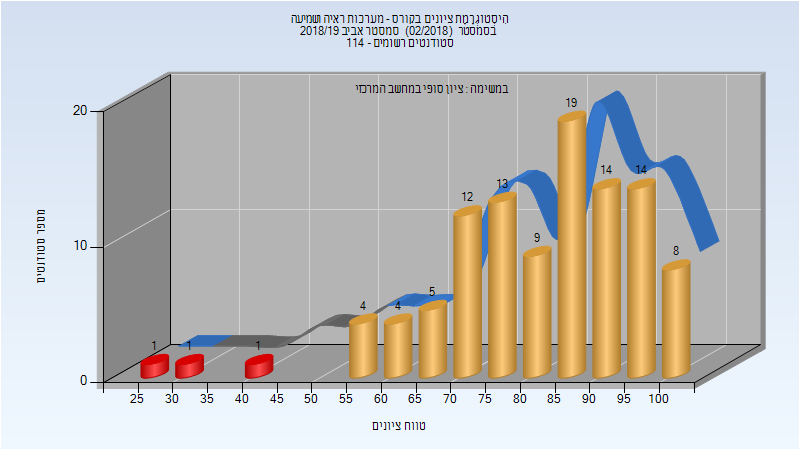 היסטוגרמת ציונים בקורס - מערכות ראיה ושמיעה
בסמסטר (02/2018) סמסטר אביב 2018/19
סטודנטים רשומים - 114
במשימה : ציון סופי במחשב המרכזי
מספר סטודנטים
20
10
0
1
1
1
4
4
5
12
13
9
19
14
14
8
25 30 35 40 45 50 55 60 65 70 75 80 85 90 95 100
טווח ציונים